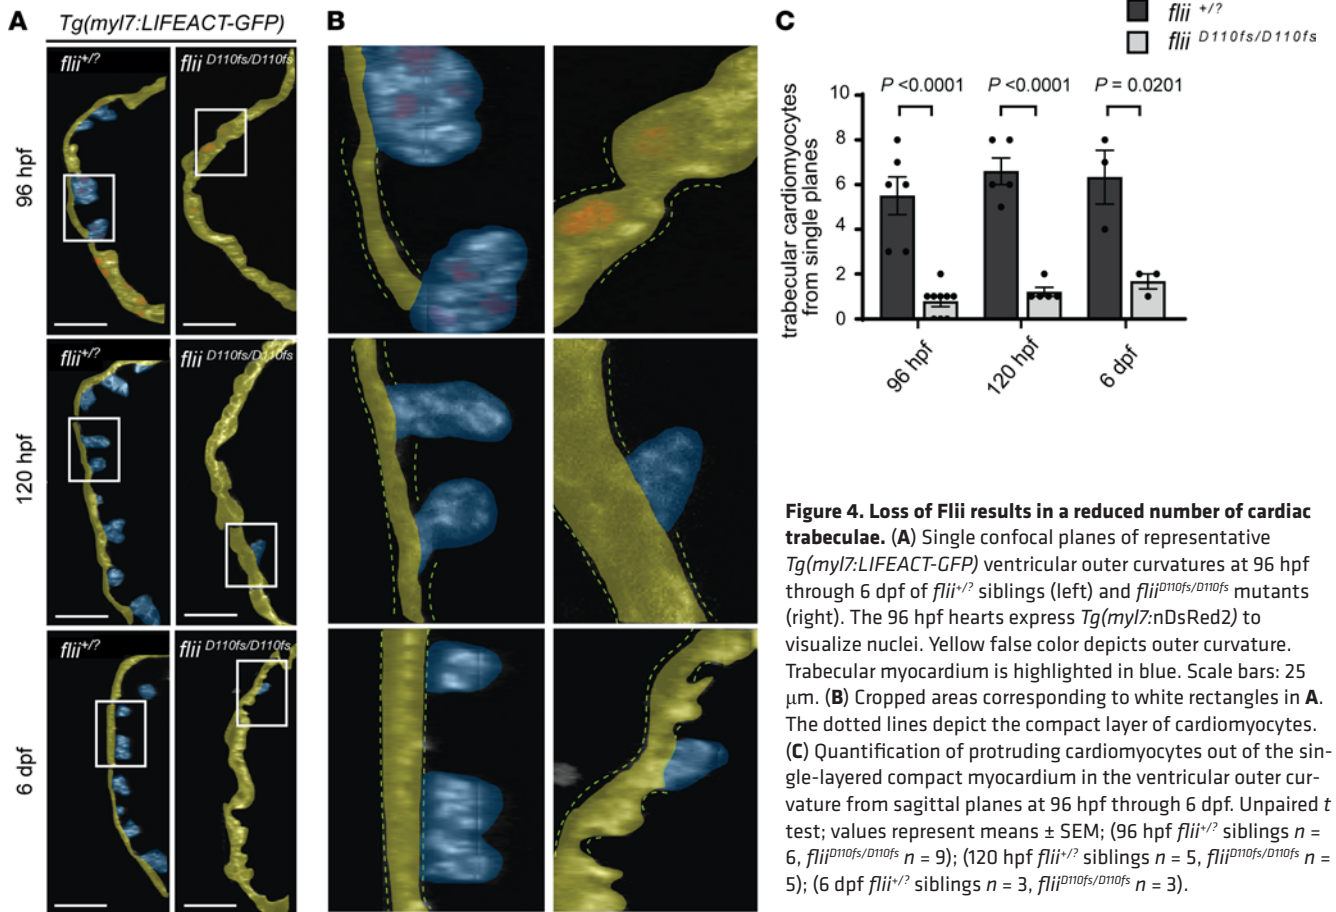 A
Tg(myl7:LIFEACT-GFP)
flii +/?
flii D110fs/D110fs
96 hpf
flii +/?
flii D110fs/D110fs
120 hpf
flii +/?
flii D110fs/D110fs
6 dpf
B
C
flii +/?
flii D110fs/D110fs
P <0.0001
P <0.0001
P = 0.0201
trabecular cardiomyocytes
from single planes
10
8
6
4
2
0
96 hpf
120 hpf
6 dpf
Figure 4. Loss of Flii results in a reduced number of cardiac
trabeculae. (A) Single confocal planes of representative
Tg(myl7:LIFEACT-GFP) ventricular outer curvatures at 96 hpf
through 6 dpf of flii+/? siblings (left) and fliiD110fs/D110fs mutants
(right). The 96 hpf hearts express Tg(myl7:nDsRed2) to
visualize nuclei. Yellow false color depicts outer curvature.
Trabecular myocardium is highlighted in blue. Scale bars: 25
μm. (B) Cropped areas corresponding to white rectangles in A.
The dotted lines depict the compact layer of cardiomyocytes.
(C) Quantification of protruding cardiomyocytes out of the sin-
gle-layered compact myocardium in the ventricular outer cur-
vature from sagittal planes at 96 hpf through 6 dpf. Unpaired t
test; values represent means ± SEM; (96 hpf flii+/? siblings n =
6, fliiD110fs/D110fs n = 9); (120 hpf flii+/? siblings n = 5, fliiD110fs/D110fs n =
5); (6 dpf flii+/? siblings n = 3, fliiD110fs/D110fs n = 3).